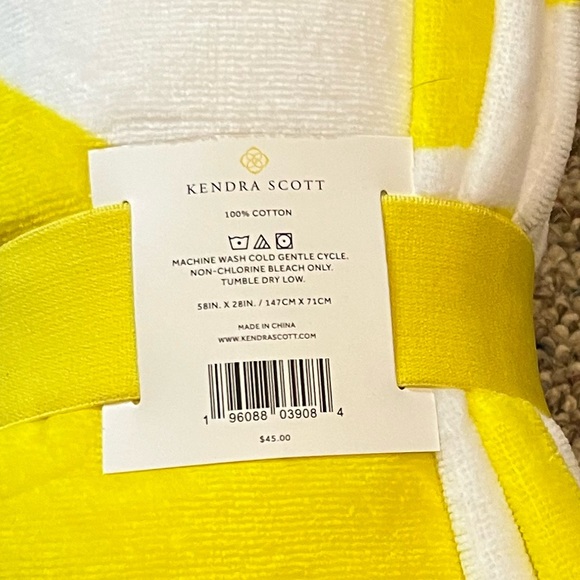 KENDRA SCOTT
100% COTTON
MACHINE WASH COLD GENTLE CYCLE.
NON-CHLORINE BLEACH ONLY.
TUMBLE DRY LOW.
58IN. X 28IN. / 147CM X 71CM
MADE IN CHINA
WWW.KENDRASCOTT.COM
1 96088 03908 4
$45.00